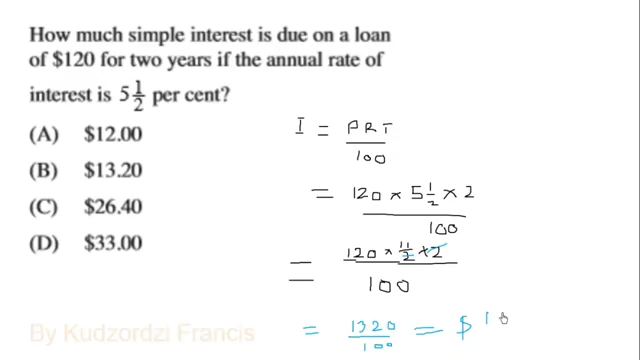 How much simple interest is due on a loan
of $120 for two years if the annual rate of
interest is 5 1/2 per cent?
(A) $12.00
(B) $13.20
(C) $26.40
(D) $33.00
I = PRT/100
= 120 × 5 1/2 × 2 / 100
= 120 × 11/2 × 2 / 100
= 1320/100 = $ 1
By Kudzordzi Francis